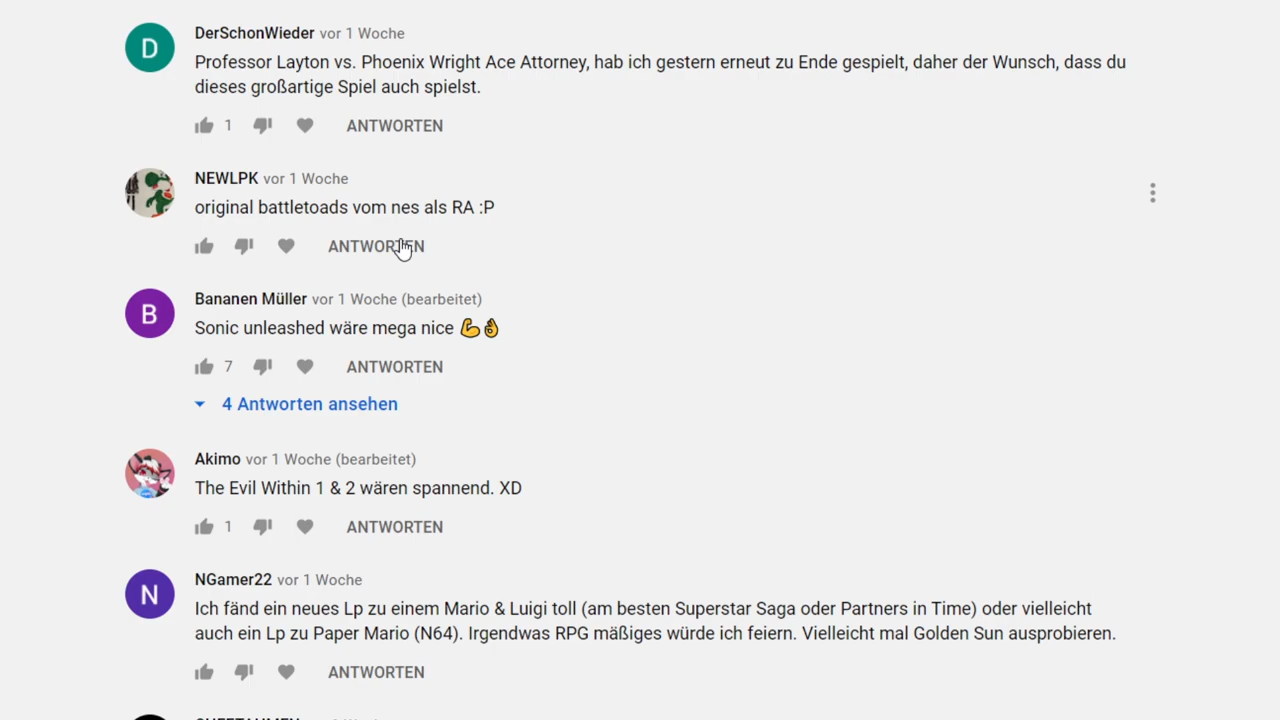 D
DerSchonWieder vor 1 Woche
Professor Layton vs. Phoenix Wright Ace Attorney, hab ich gestern erneut zu Ende gespielt, daher der Wunsch, dass du
dieses großartige Spiel auch spielst.
1 ANTWORTEN
NEWLPK vor 1 Woche
original battletoads vom nes als RA :P
ANTWORTEN
B
Bananen Müller vor 1 Woche (bearbeitet)
Sonic unleashed wäre mega nice 💪👌
7 ANTWORTEN
4 Antworten ansehen
Akimo vor 1 Woche (bearbeitet)
The Evil Within 1 & 2 wären spannend. XD
1 ANTWORTEN
N
NGamer22 vor 1 Woche
Ich fänd ein neues Lp zu einem Mario & Luigi toll (am besten Superstar Saga oder Partners in Time) oder vielleicht
auch ein Lp zu Paper Mario (N64). Irgendwas RPG mäßiges würde ich feiern. Vielleicht mal Golden Sun ausprobieren.
ANTWORTEN